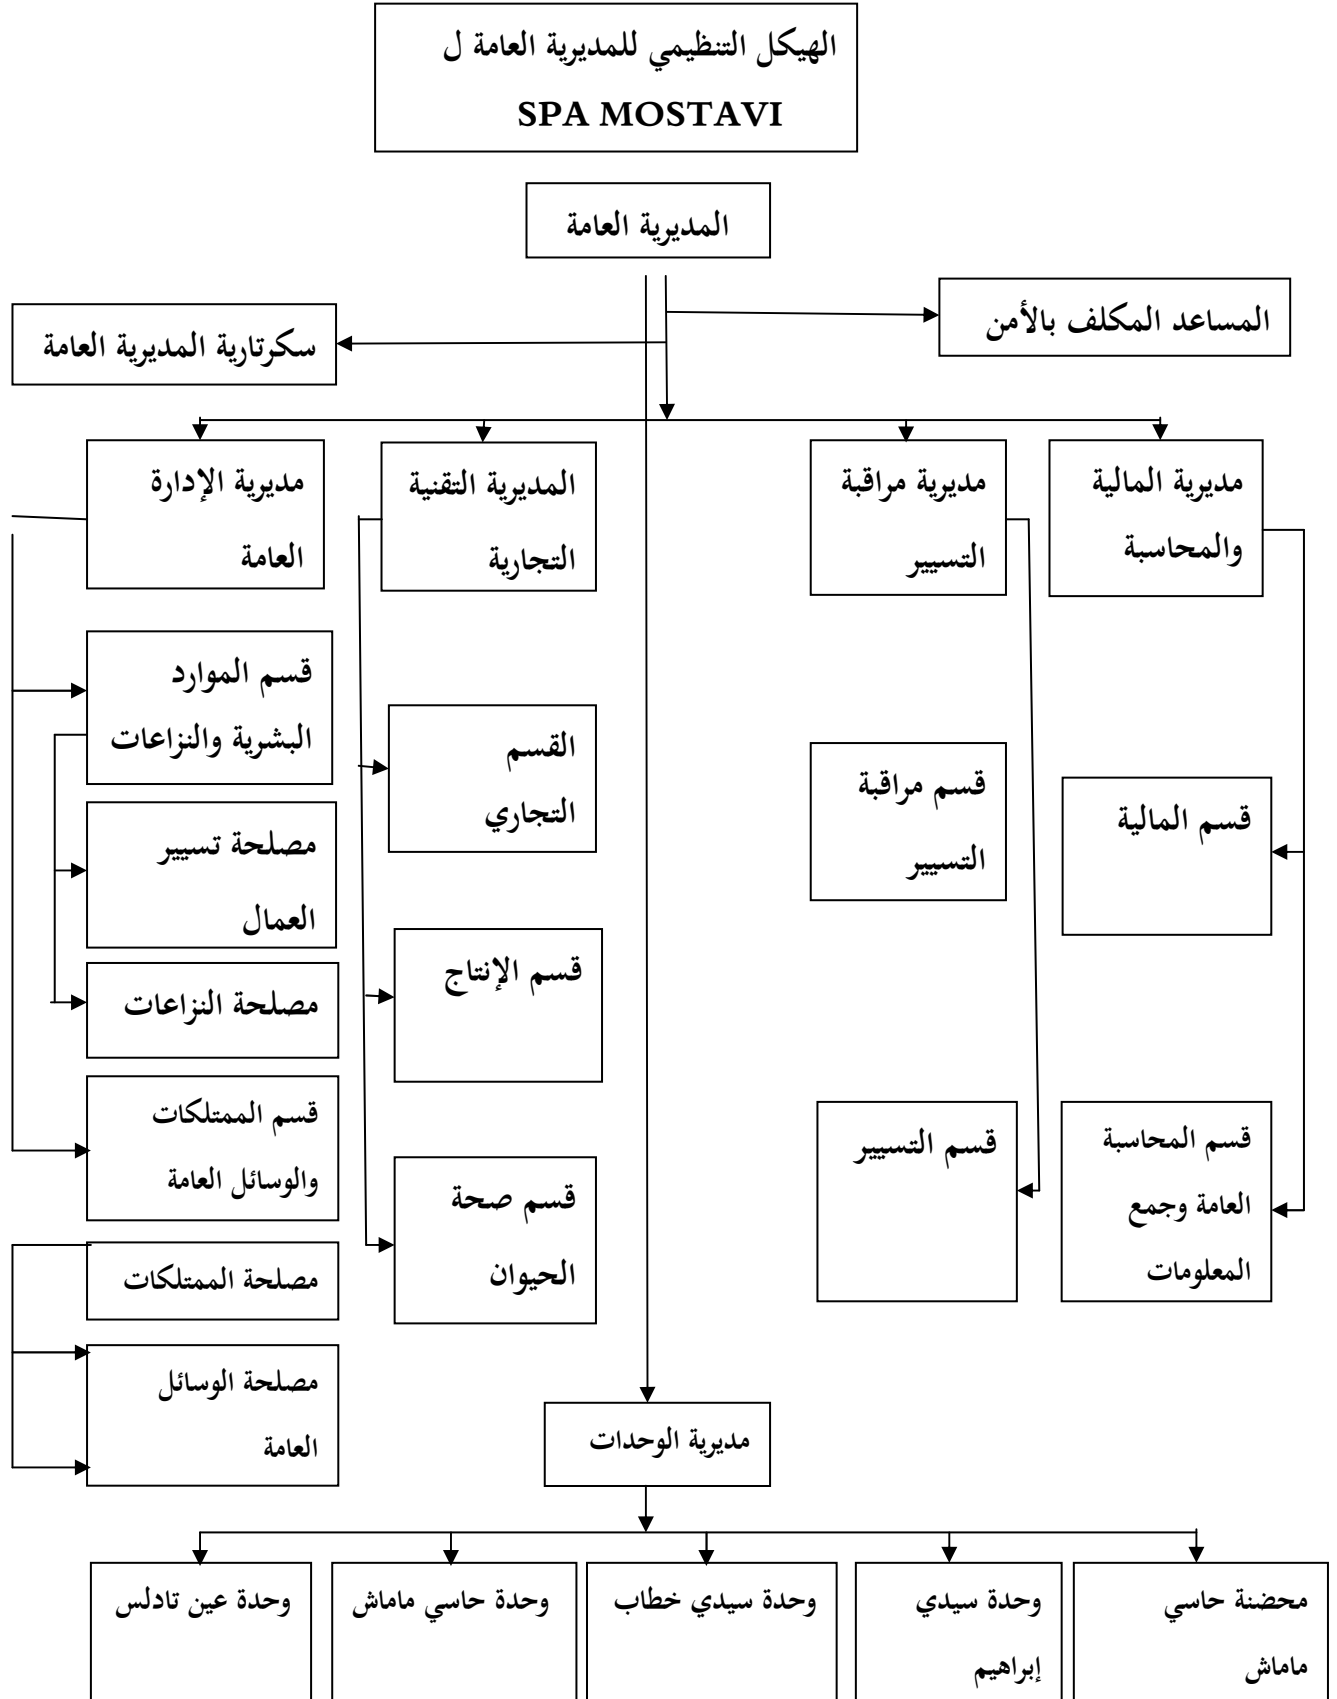 الهيكل التنظيمي للمديرية العامة ل
SPA MOSTAVI
المديرية العامة
المساعد المكلف بالأمن
سكرتارية المديرية العامة
مديرية المالية
والمحاسبة
مديرية مراقبة
التسيير
المديرية التقنية
التجارية
مديرية الإدارة
العامة
قسم الموارد
البشرية والنزاعات
القسم
التجاري
قسم مراقبة
التسيير
قسم المالية
مصلحة تسيير
العمال
قسم الإنتاج
مصلحة النزاعات
قسم المحاسبة
العامة وجمع
المعلومات
قسم التسيير
قسم صحة
الحيوان
قسم الممتلكات
والوسائل العامة
مصلحة الممتلكات
مصلحة الوسائل
العامة
مديرية الوحدات
محضنة حاسي
ماماش
وحدة سيدي
إبراهيم
وحدة سيدي خطاب
وحدة حاسي ماماش
وحدة عين تادلس